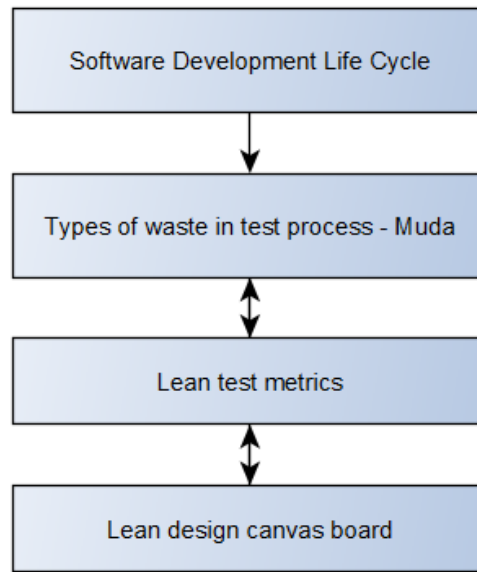 Software Development Life Cycle
Types of waste in test process - Muda
Lean test metrics
Lean design canvas board